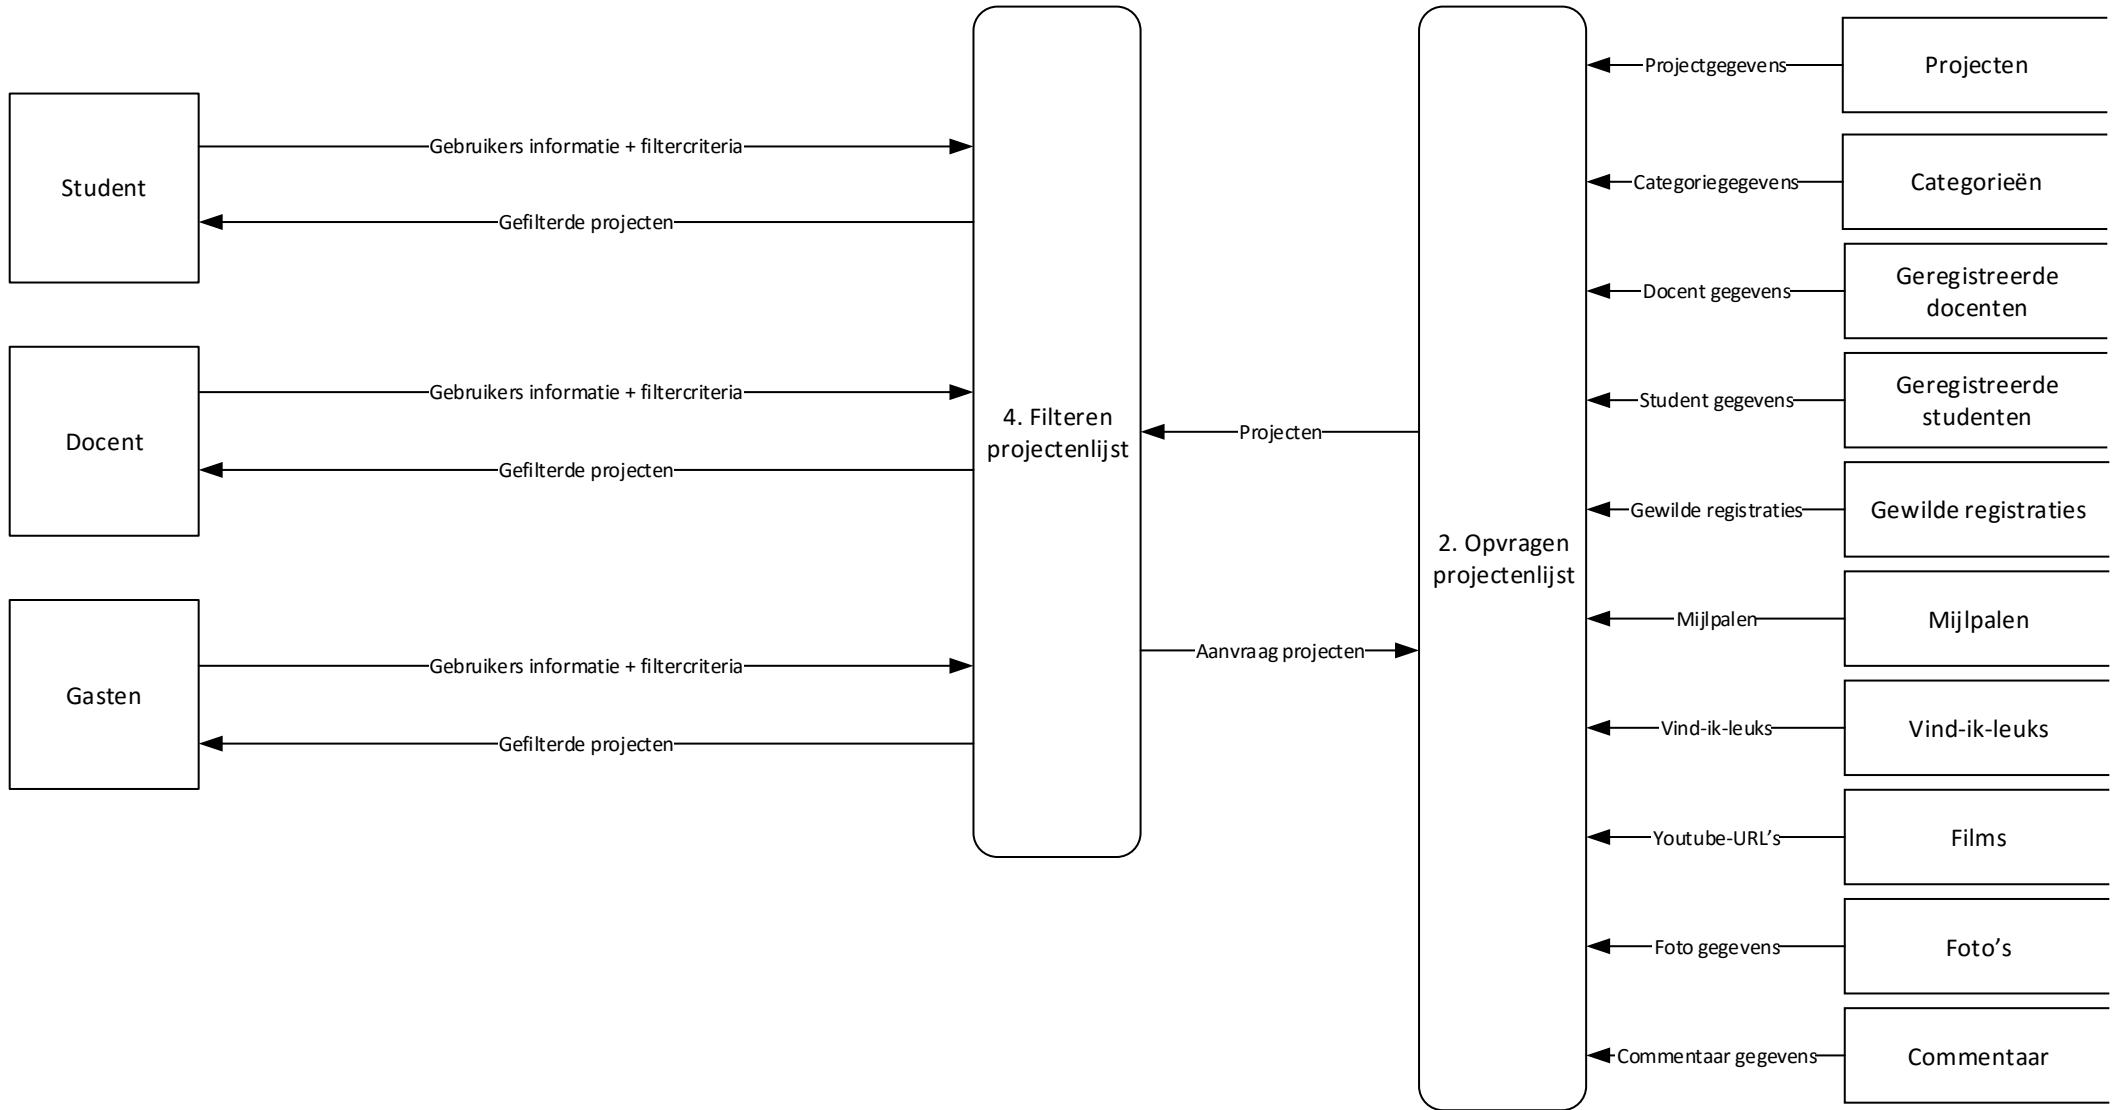 Student
Gebruikers informatie + filtercriteria
Gefilterde projecten
Docent
Gebruikers informatie + filtercriteria
Gefilterde projecten
Gasten
Gebruikers informatie + filtercriteria
Gefilterde projecten
4. Filteren
projectenlijst
Projecten
Aanvraag projecten
2. Opvragen
projectenlijst
Projectgegevens
Projecten
Categoriegegevens
Categorieën
Docent gegevens
Geregistreerde
docenten
Student gegevens
Geregistreerde
studenten
Gewilde registraties
Gewilde registraties
Mijlpalen
Mijlpalen
Vind-ik-leuks
Vind-ik-leuks
Youtube-URL’s
Films
Foto gegevens
Foto’s
Commentaar gegevens
Commentaar